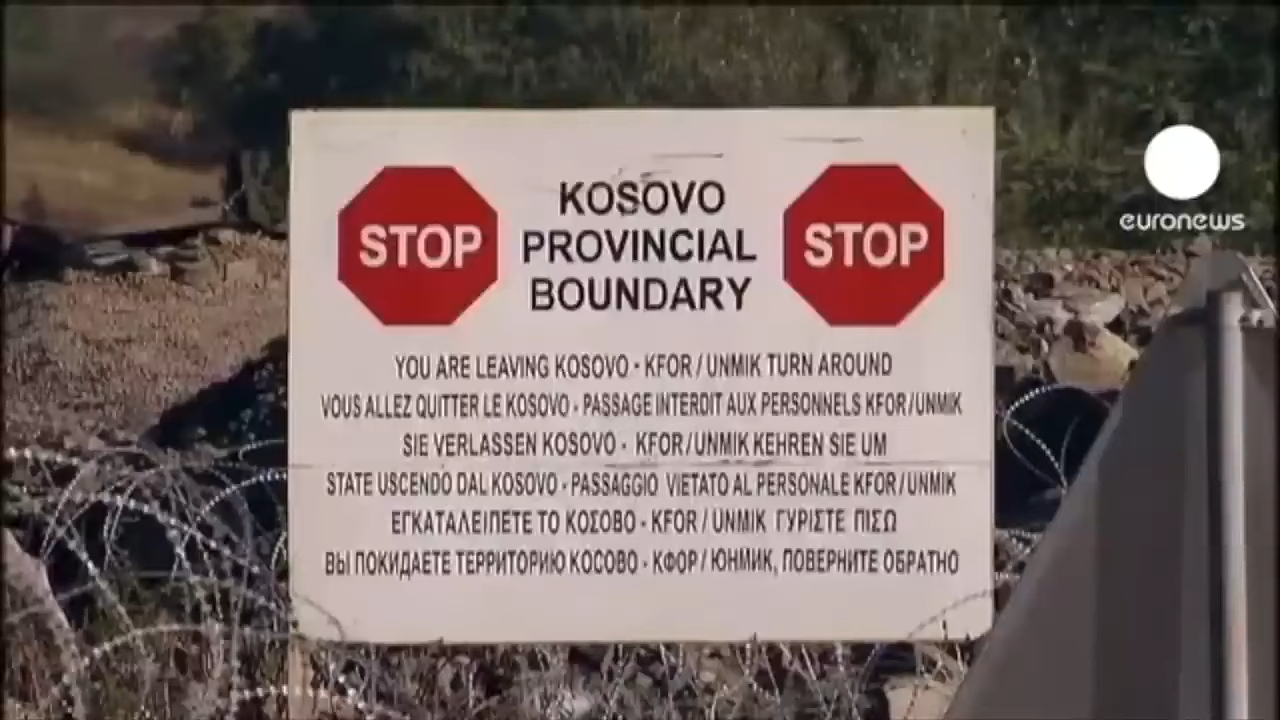 STOP
KOSOVO
PROVINCIAL
BOUNDARY
STOP
euronews
YOU ARE LEAVING KOSOVO - KFOR / UNMIK TURN AROUND
VOUS ALLEZ QUITTER LE KOSOVO - PASSAGE INTERDIT AUX PERSONNELS KFOR/UNMIK
SIE VERLASSEN KOSOVO - KFOR/UNMIK KEHREN SIE UM
STATE USCENDO DAL KOSOVO - PASSAGGIO VIETATO AL PERSONALE KFOR/UNMIK
ΕΓΚΑΤΑΛΕΙΠΕΤΕ ΤΟ ΚΟΣΟΒΟ - KFOR / UNMIK ΓΥΡΙΣΤΕ ΠΙΣΩ
ВЫ ПОКИДАЕТЕ ТЕРРИТОРИЮ КОСОВО - КФОР / ЮНМИК, ПОВЕРНИТЕ ОБРАТНО